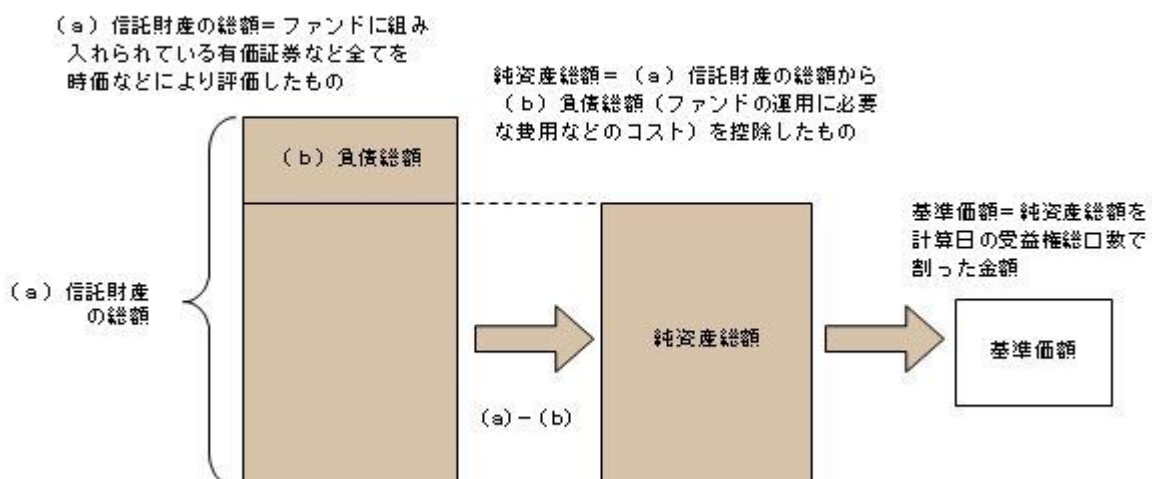 （a）信託財産の総額＝ファンドに組み
入れられている有価証券など全てを
時価などにより評価したもの
純資産総額＝（a）信託財産の総額から
（b）負債総額（ファンドの運用に必要
な費用などのコスト）を控除したもの
（b）負債総額
基準価額＝純資産総額を
計算日の受益権総口数で
割った金額
（a）信託財産
の総額
純資産総額
基準価額
（a）－（b）